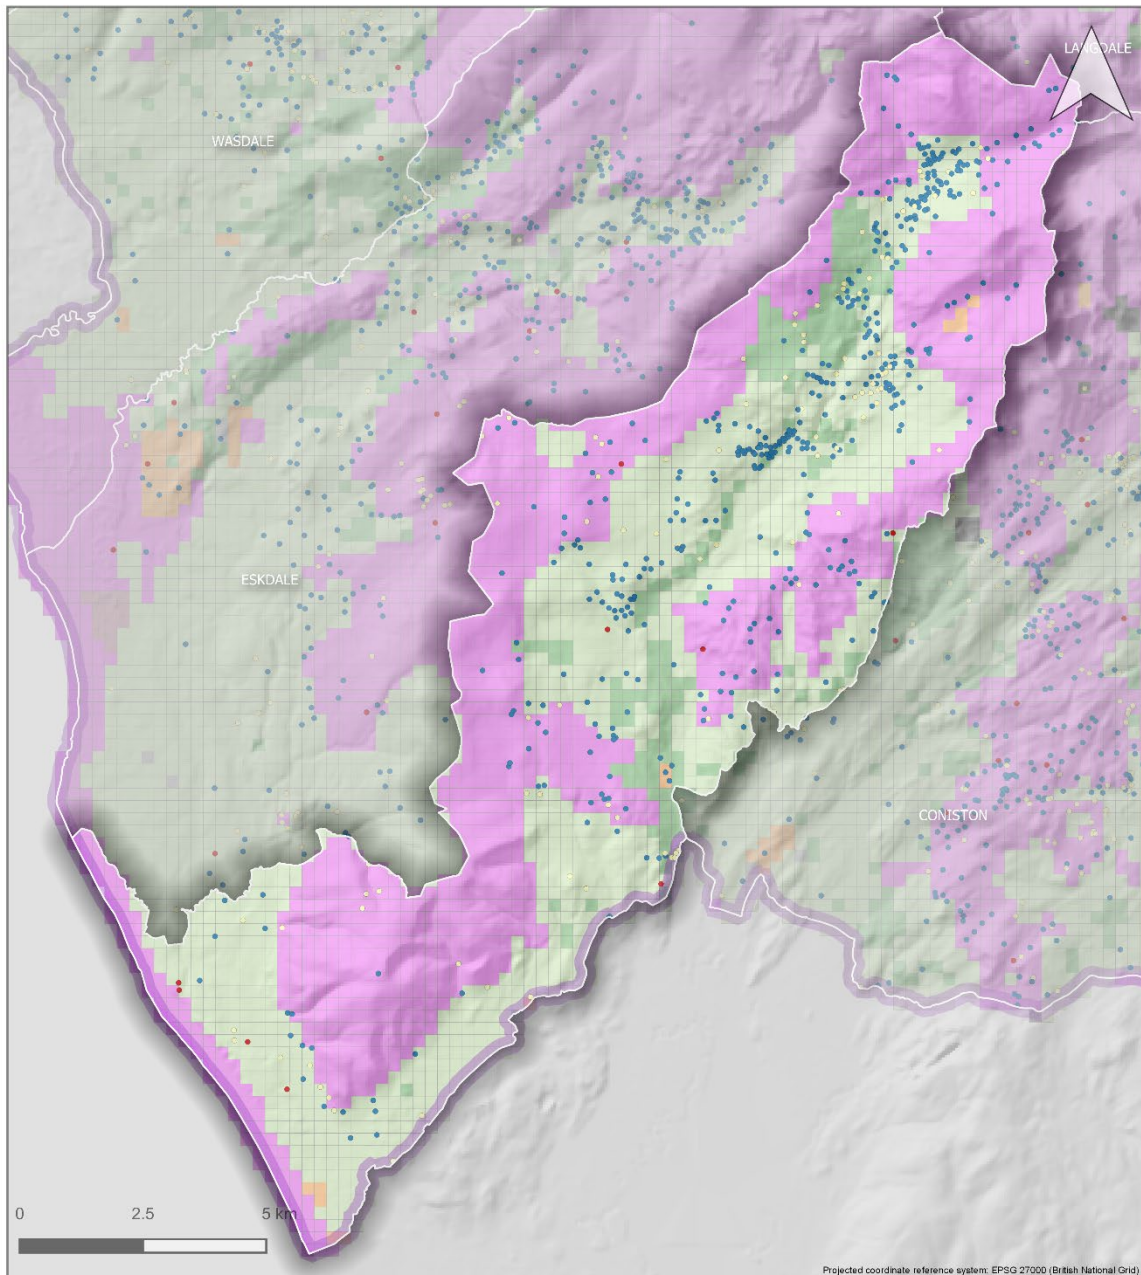 LANGDALE
WASDALE
ESKDALE
CONISTON
0 2.5 5 km
Projected coordinate reference system: EPSG 27000 (British National Grid)